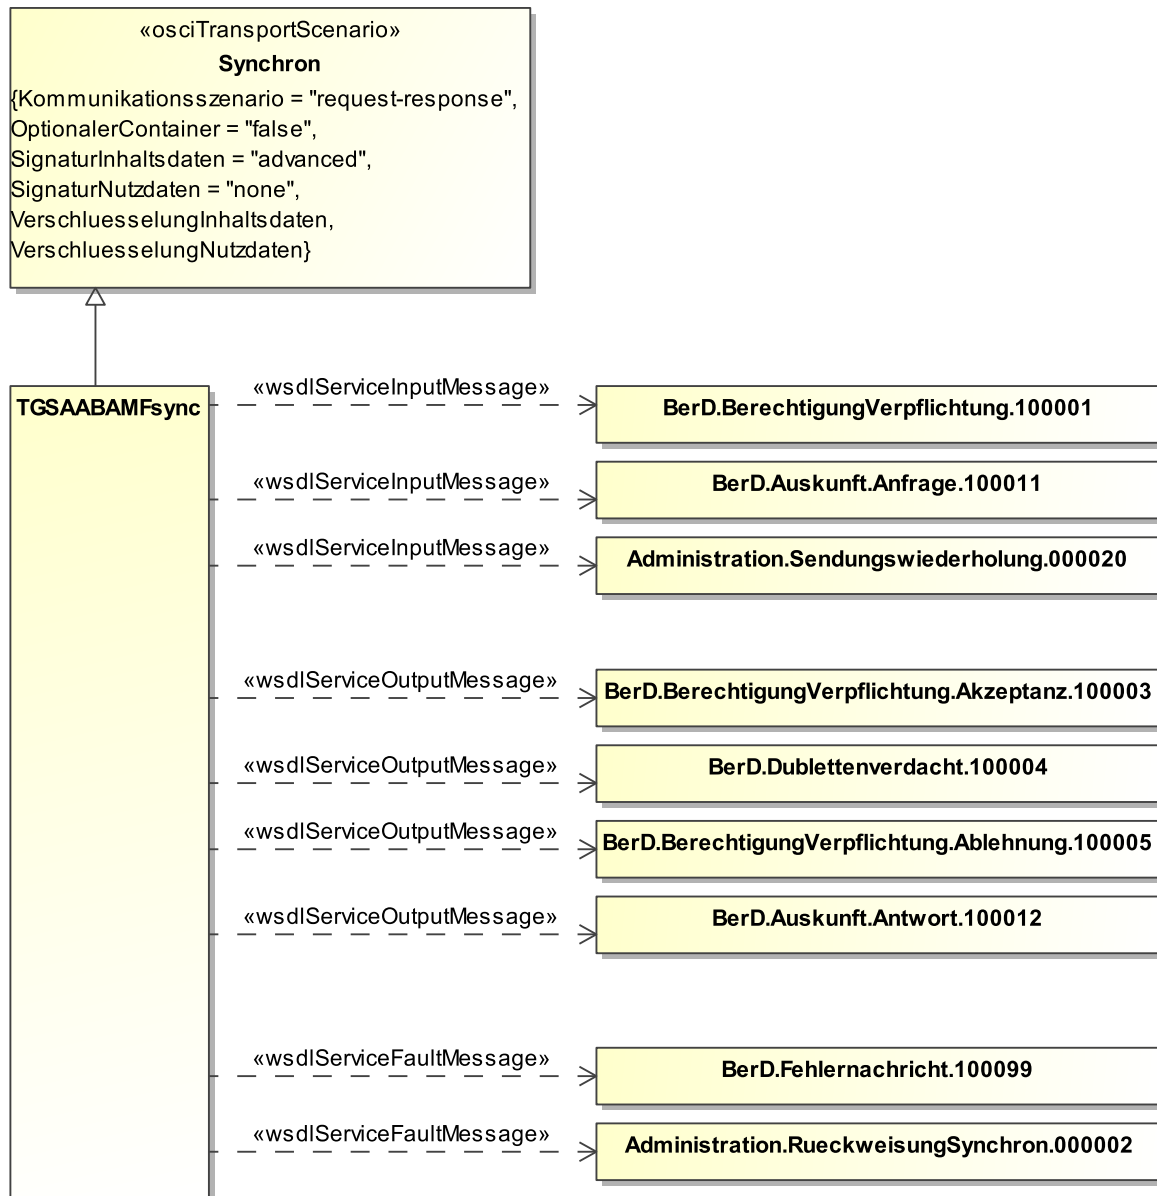 «osciTransportScenario»
Synchron
{Kommunikationsszenario = "request-response",
OptionalerContainer = "false",
SignaturInhaltsdaten = "advanced",
SignaturNutzdaten = "none",
VerschluesselungInhaltsdaten,
VerschluesselungNutzdaten}
TGSAABAMFsync
«wsdlServiceInputMessage»
BerD.BerechtigungVerpflichtung.100001
«wsdlServiceInputMessage»
BerD.Auskunft.Anfrage.100011
«wsdlServiceInputMessage»
Administration.Sendungswiederholung.000020
«wsdlServiceOutputMessage»
BerD.BerechtigungVerpflichtung.Akzeptanz.100003
«wsdlServiceOutputMessage»
BerD.Dublettenverdacht.100004
«wsdlServiceOutputMessage»
BerD.BerechtigungVerpflichtung.Ablehnung.100005
«wsdlServiceOutputMessage»
BerD.Auskunft.Antwort.100012
«wsdlServiceFaultMessage»
BerD.Fehlernachricht.100099
«wsdlServiceFaultMessage»
Administration.RueckweisungSynchron.000002